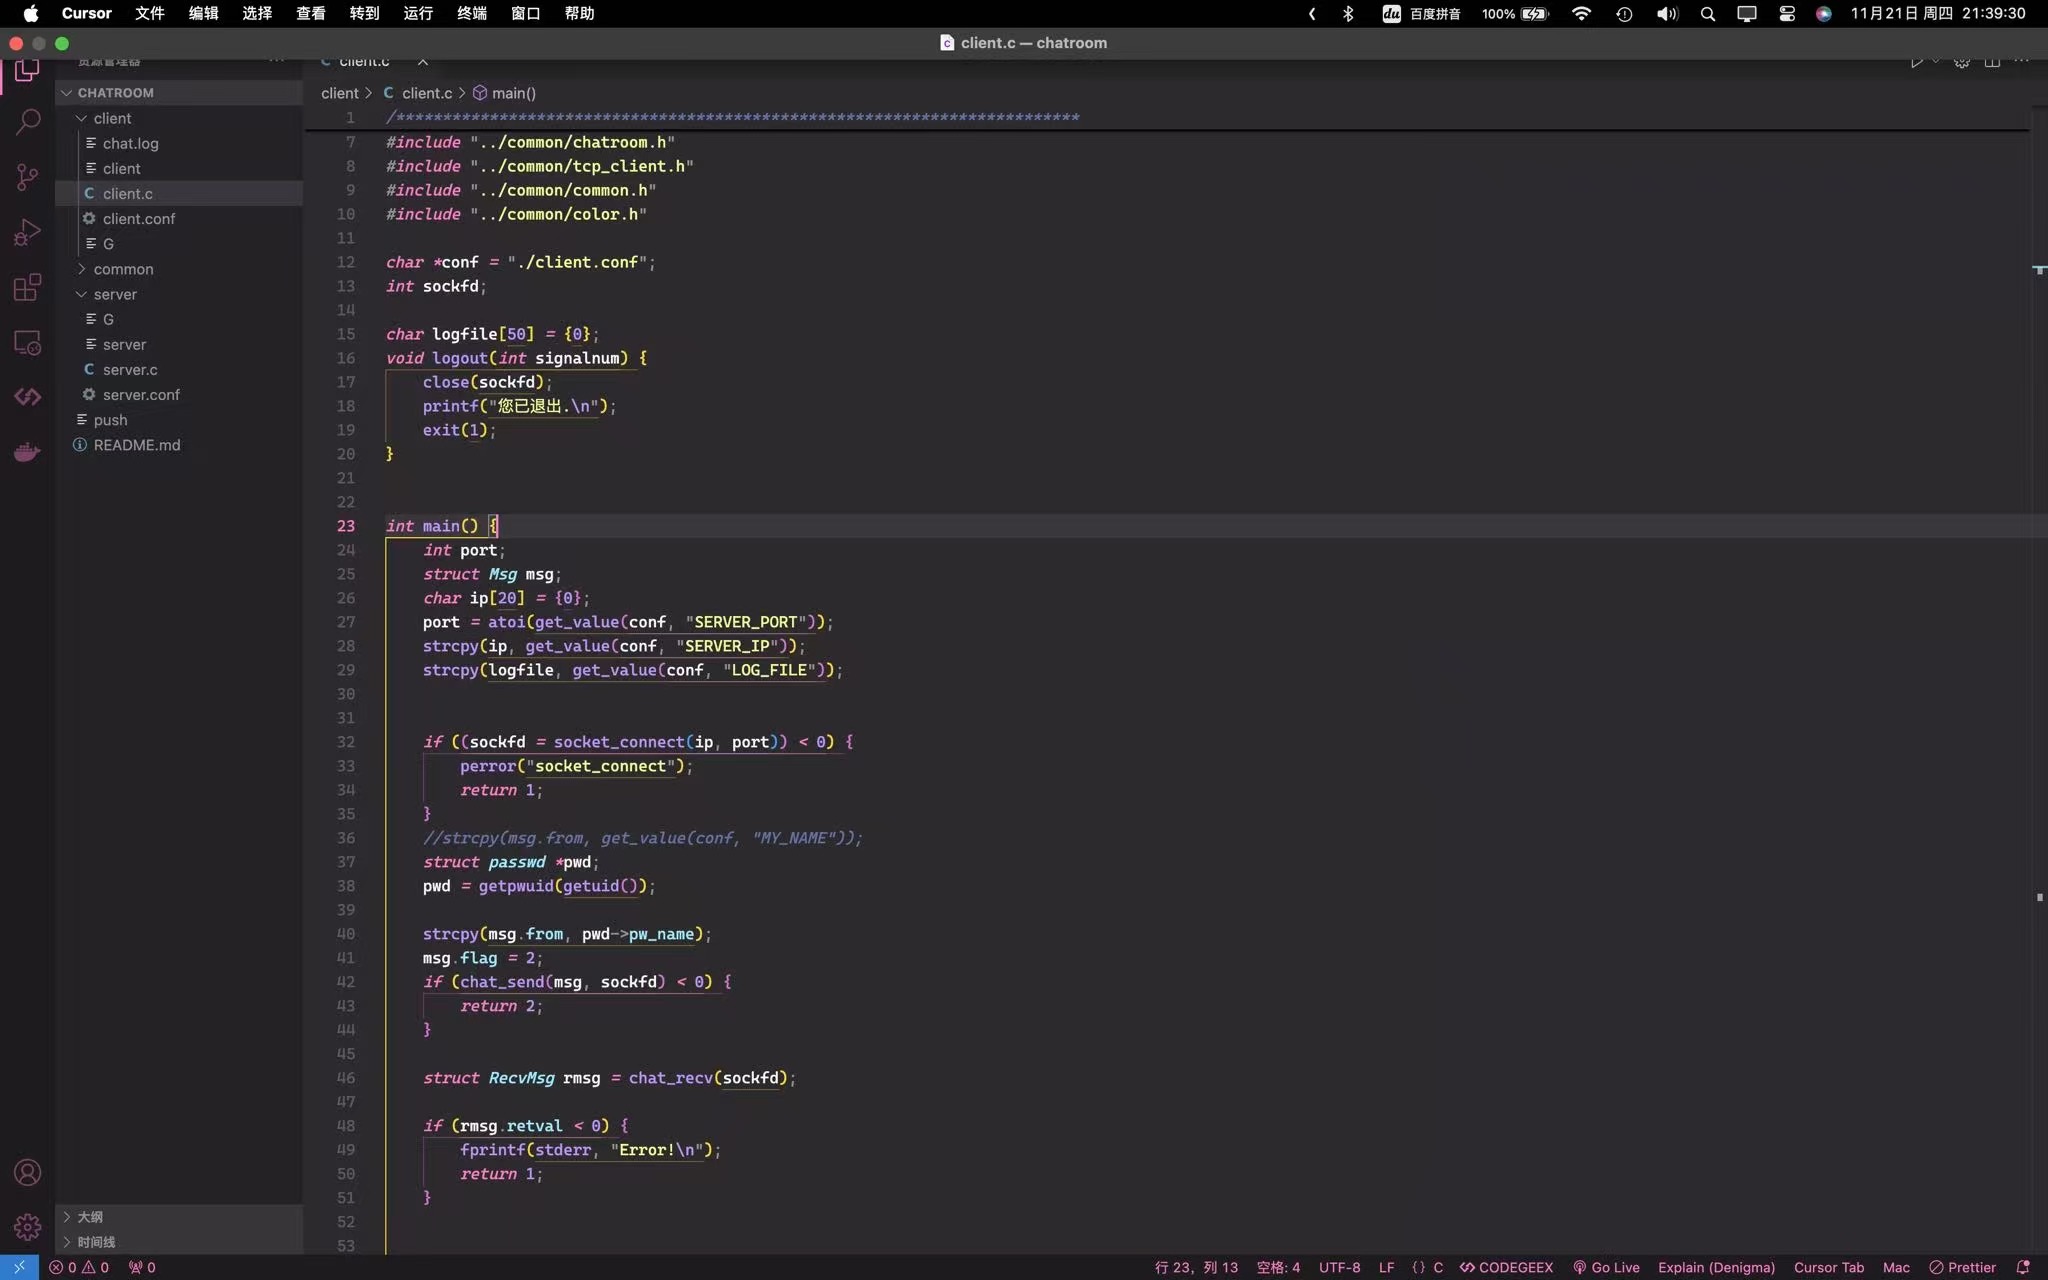 Cursor 文件 编辑 选择 查看 转到 运行 终端 窗口 帮助 du 百度拼音 100% 11月21日 周四 21:39:30
client.c — chatroom
资源管理器
CHATROOM
client
chat.log
client
client.c
client.conf
G
common
server
G
server
server.c
server.conf
push
README.md
大纲
时间线
client.c
client > C client.c > main()
1 /**************************************************************************
7 #include "../common/chatroom.h"
8 #include "../common/tcp_client.h"
9 #include "../common/common.h"
10 #include "../common/color.h"
11
12 char *conf = "./client.conf";
13 int sockfd;
14
15 char logfile[50] = {0};
16 void logout(int signalnum) {
17 close(sockfd);
18 printf("您已退出.\n");
19 exit(1);
20 }
21
22
23 int main() {
24 int port;
25 struct Msg msg;
26 char ip[20] = {0};
27 port = atoi(get_value(conf, "SERVER_PORT"));
28 strcpy(ip, get_value(conf, "SERVER_IP"));
29 strcpy(logfile, get_value(conf, "LOG_FILE"));
30
31
32 if ((sockfd = socket_connect(ip, port)) < 0) {
33 perror("socket_connect");
34 return 1;
35 }
36 //strcpy(msg.from, get_value(conf, "MY_NAME"));
37 struct passwd *pwd;
38 pwd = getpwuid(getuid());
39
40 strcpy(msg.from, pwd->pw_name);
41 msg.flag = 2;
42 if (chat_send(msg, sockfd) < 0) {
43 return 2;
44 }
45
46 struct RecvMsg rmsg = chat_recv(sockfd);
47
48 if (rmsg.retval < 0) {
49 fprintf(stderr, "Error!\n");
50 return 1;
51 }
52
53
0 0 0 行 23，列 13 空格: 4 UTF-8 LF {} C CODEGEEX Go Live Explain (Denigma) Cursor Tab Mac Prettier